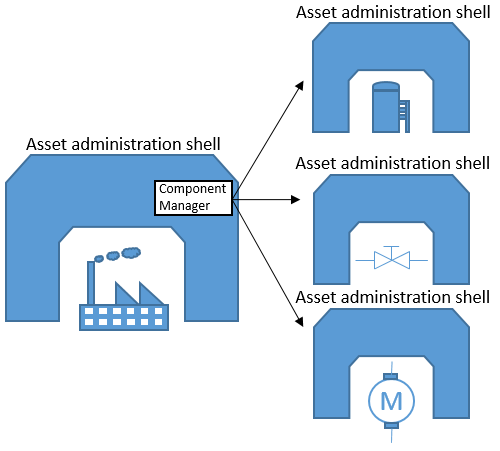 Asset administration shell
Asset administration shell
Component
Manager
Asset administration shell
Asset administration shell
M